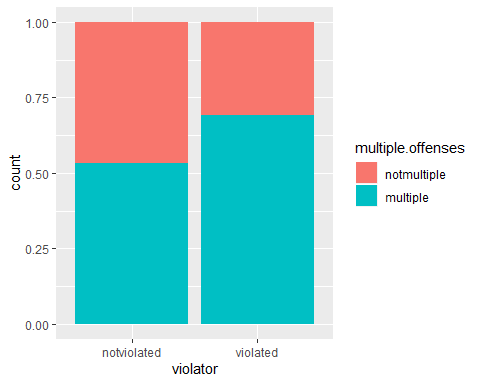 1.00
0.75
0.50
0.25
0.00
count
notviolated
violated
violator
multiple.offenses
notmultiple
multiple